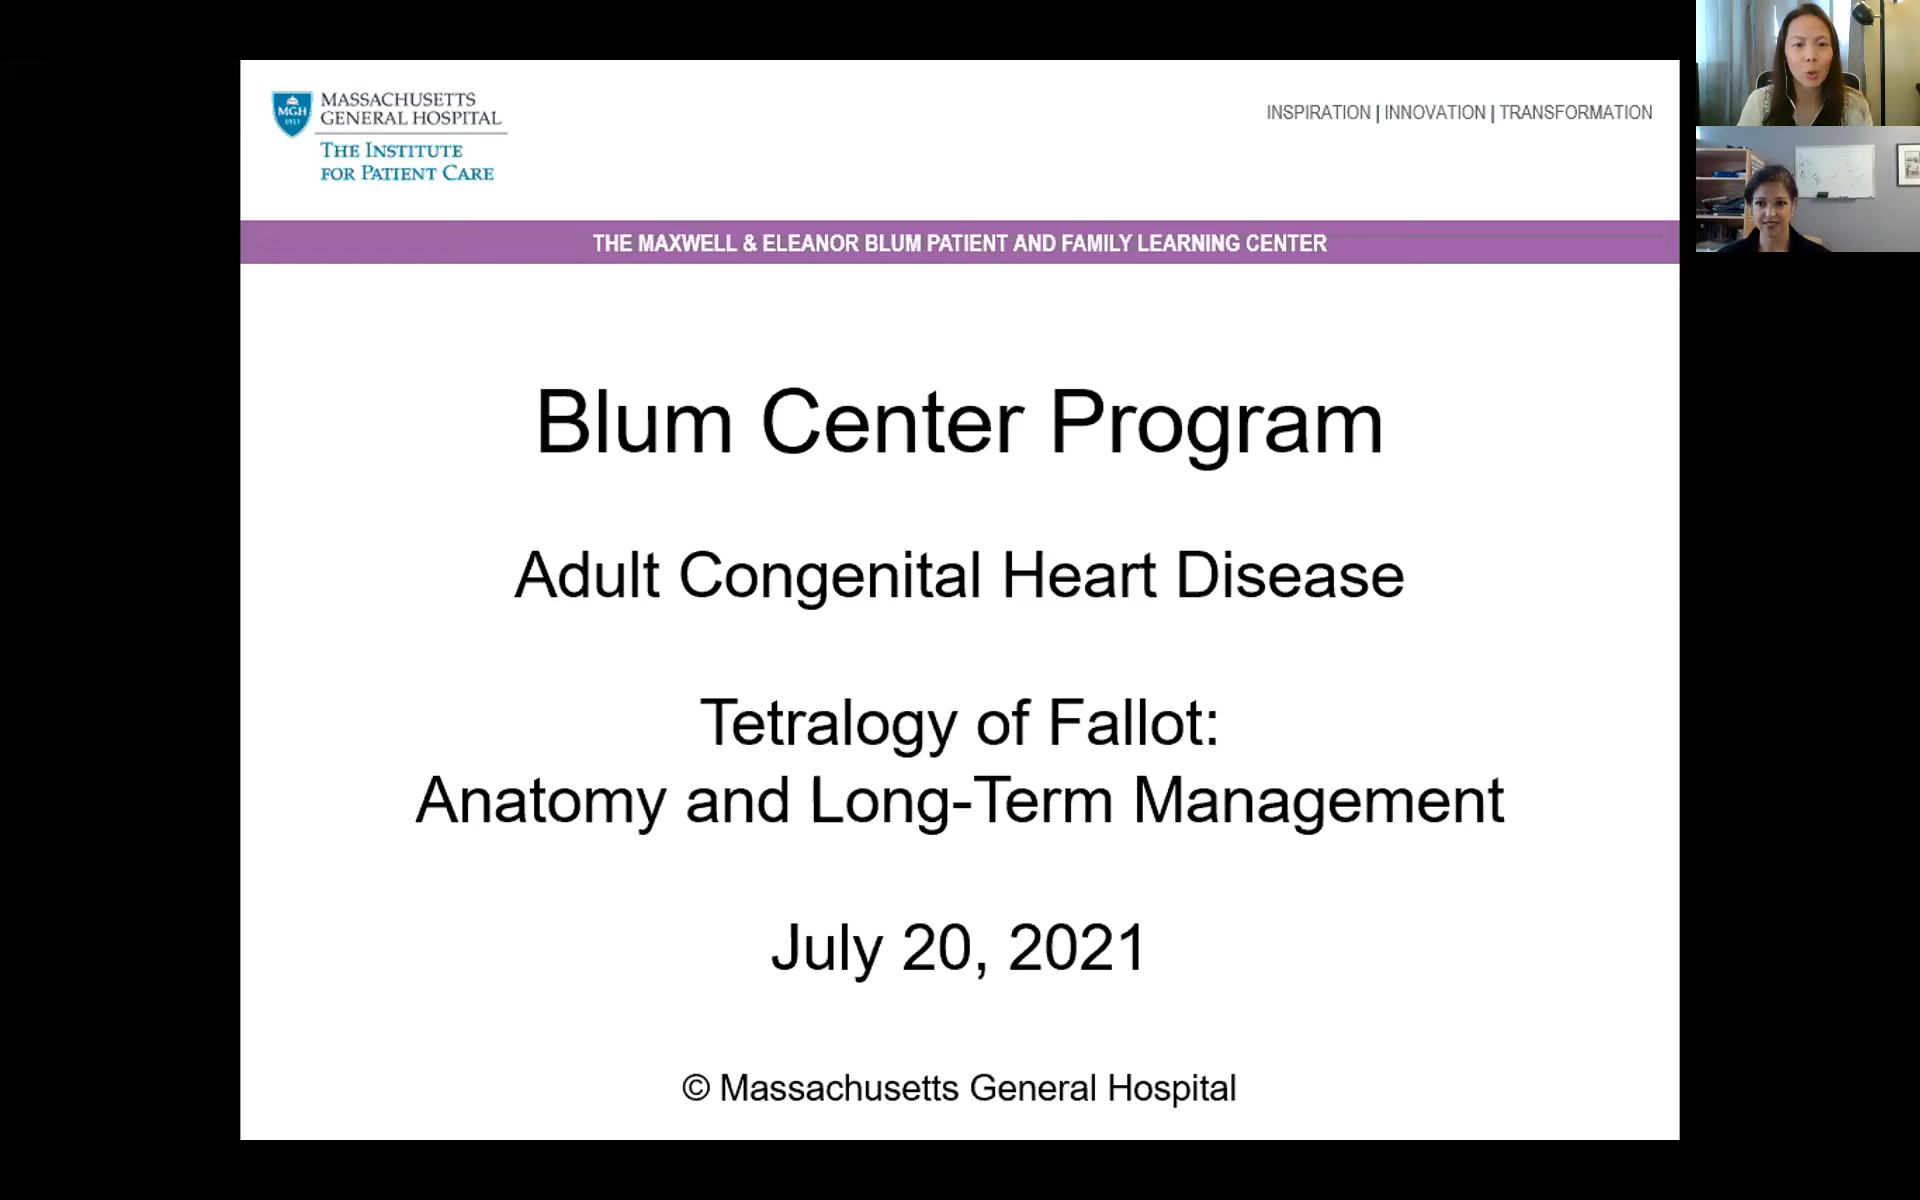 MASSACHUSETTS
GENERAL HOSPITAL
THE INSTITUTE
FOR PATIENT CARE
MGH
1811
INSPIRATION | INNOVATION | TRANSFORMATION
THE MAXWELL & ELEANOR BLUM PATIENT AND FAMILY LEARNING CENTER
Blum Center Program
Adult Congenital Heart Disease
Tetralogy of Fallot:
Anatomy and Long-Term Management
July 20, 2021
© Massachusetts General Hospital